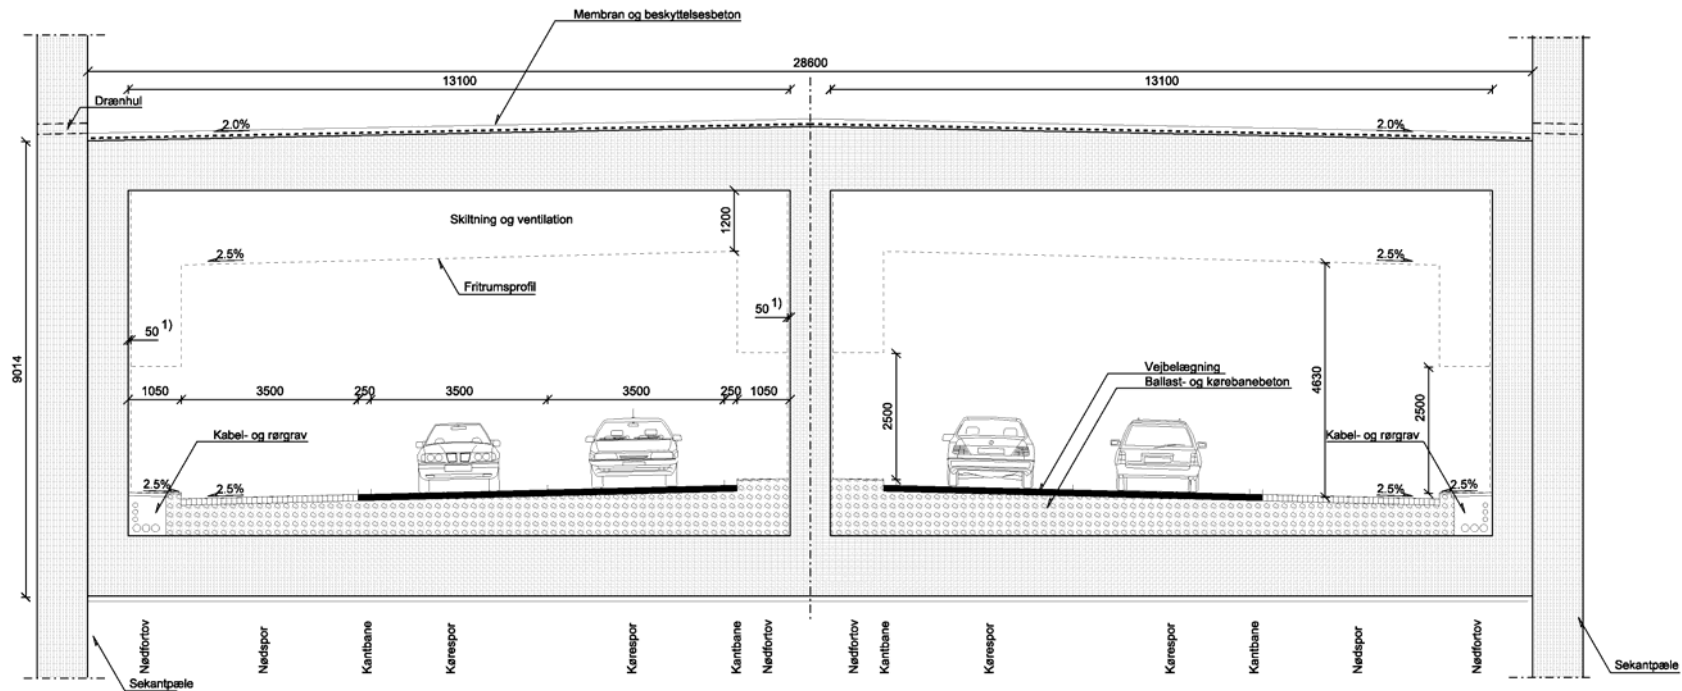 Membran og beskyttelsesbeton
28600
13100
13100
Drænhul
2.0%
2.0%
Skiltning og ventilation
1200
2.5%
2.5%
Fritrumsprofil
50 1)
50 1)
9014
1050
3500
250
3500
3500
250
1050
Vejbelægning
Ballast- og kørebanebeton
2500
4630
2500
Kabel- og rørgrav
Kabel- og rørgrav
2.5%
2.5%
2.5%
2.5%
Nødfortov
Nødspor
Kantbane
Kørespor
Kørespor
Kantbane
Nødfortov
Nødfortov
Kantbane
Kørespor
Kørespor
Kantbane
Nødspor
Nødfortov
Sekantpæle
Sekantpæle